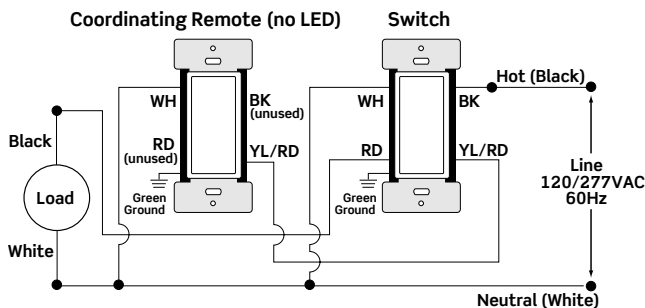 Coordinating Remote (no LED)
Switch
Hot (Black)
WH
BK
(unused)
WH
BK
Black
RD
(unused)
YL/RD
RD
YL/RD
Line
120/277VAC
60Hz
Load
Green
Ground
Green
Ground
White
Neutral (White)